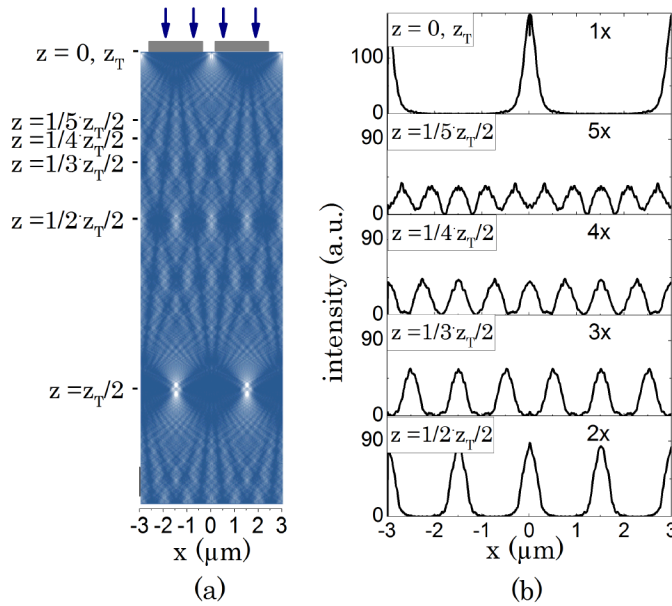 z = 0, z_T
z = 1/5·z_T/2
z = 1/4·z_T/2
z = 1/3·z_T/2
z = 1/2·z_T/2
z = z_T/2
-3 -2 -1 0 1 2 3
x (μm)
(a)
intensity (a.u.)
z = 0, z_T
1x
100
0
z = 1/5·z_T/2
5x
90
0
z = 1/4·z_T/2
4x
90
0
z = 1/3·z_T/2
3x
90
0
z = 1/2·z_T/2
2x
90
0
-3 -2 -1 0 1 2 3
x (μm)
(b)